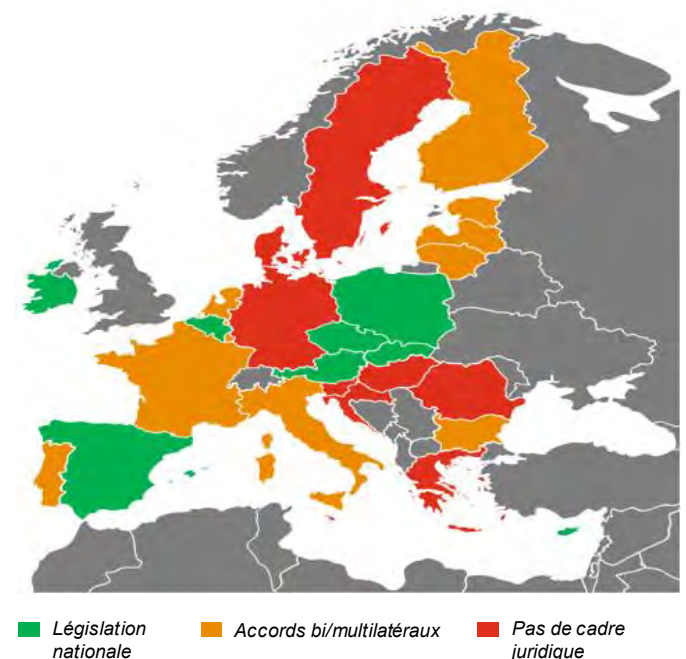 Législation
nationale
Accords bi/multilatéraux
Pas de cadre
juridique